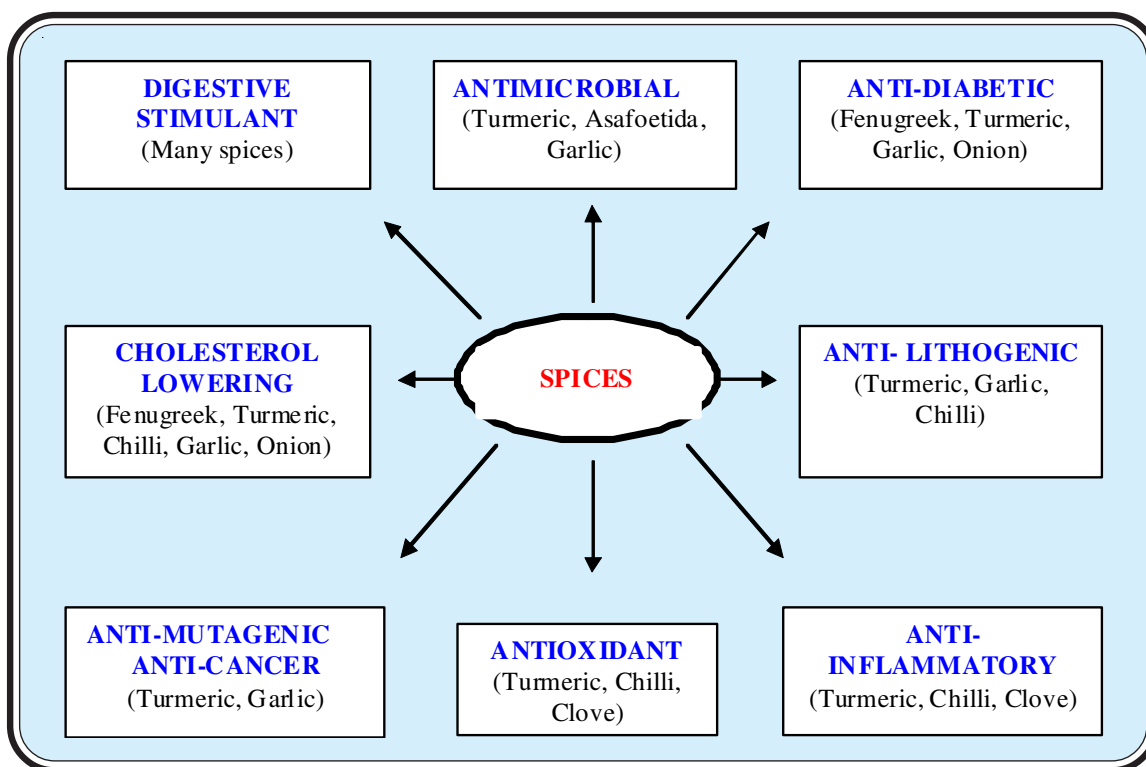 DIGESTIVE
STIMULANT
(Many spices)
ANTIMICROBIAL
(Turmeric, Asafoetida,
Garlic)
ANTI-DIABETIC
(Fenugreek, Turmeric,
Garlic, Onion)
CHOLESTEROL
LOWERING
(Fenugreek, Turmeric,
Chilli, Garlic, Onion)
SPICES
ANTI- LITHOGENIC
(Turmeric, Garlic,
Chilli)
ANTI-MUTAGENIC
ANTI-CANCER
(Turmeric, Garlic)
ANTIOXIDANT
(Turmeric, Chilli,
Clove)
ANTI-
INFLAMMATORY
(Turmeric, Chilli, Clove)